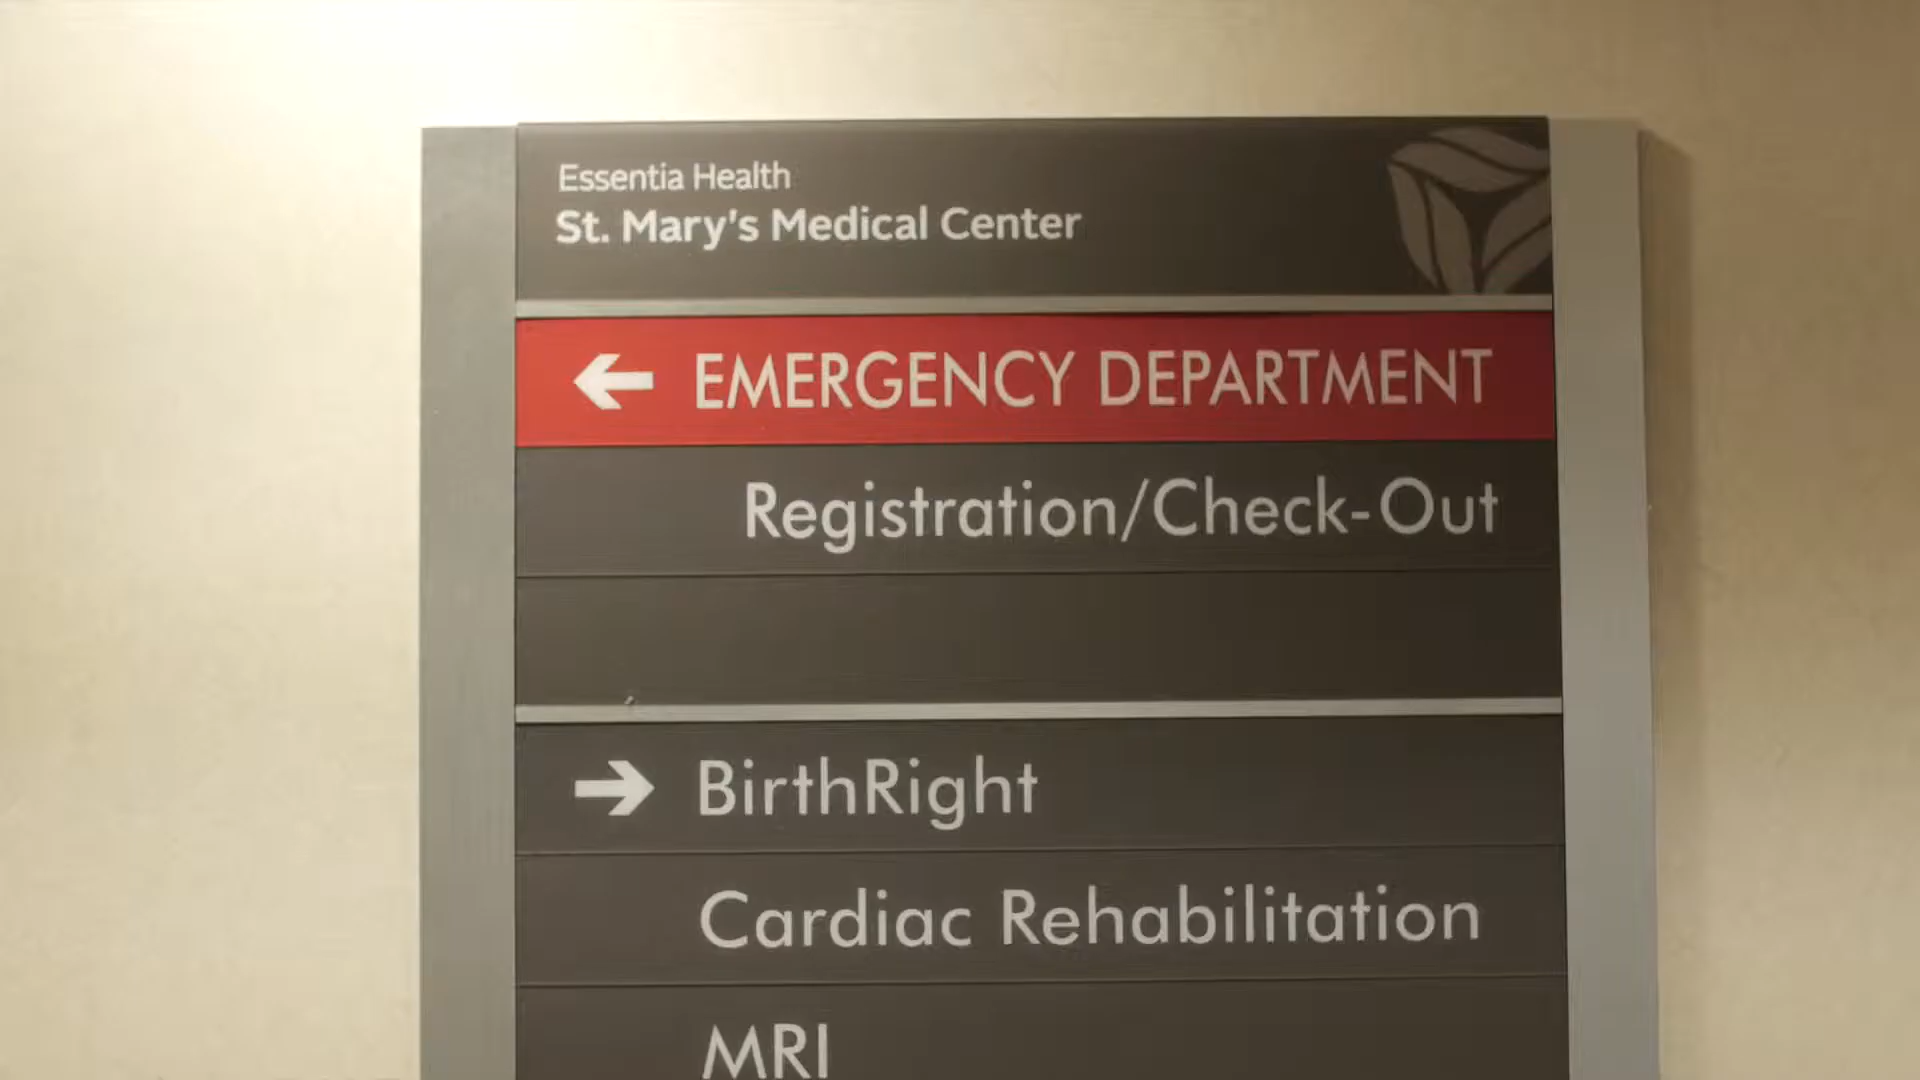 Essentia Health
St. Mary's Medical Center
EMERGENCY DEPARTMENT
Registration/Check-Out
BirthRight
Cardiac Rehabilitation
MRI